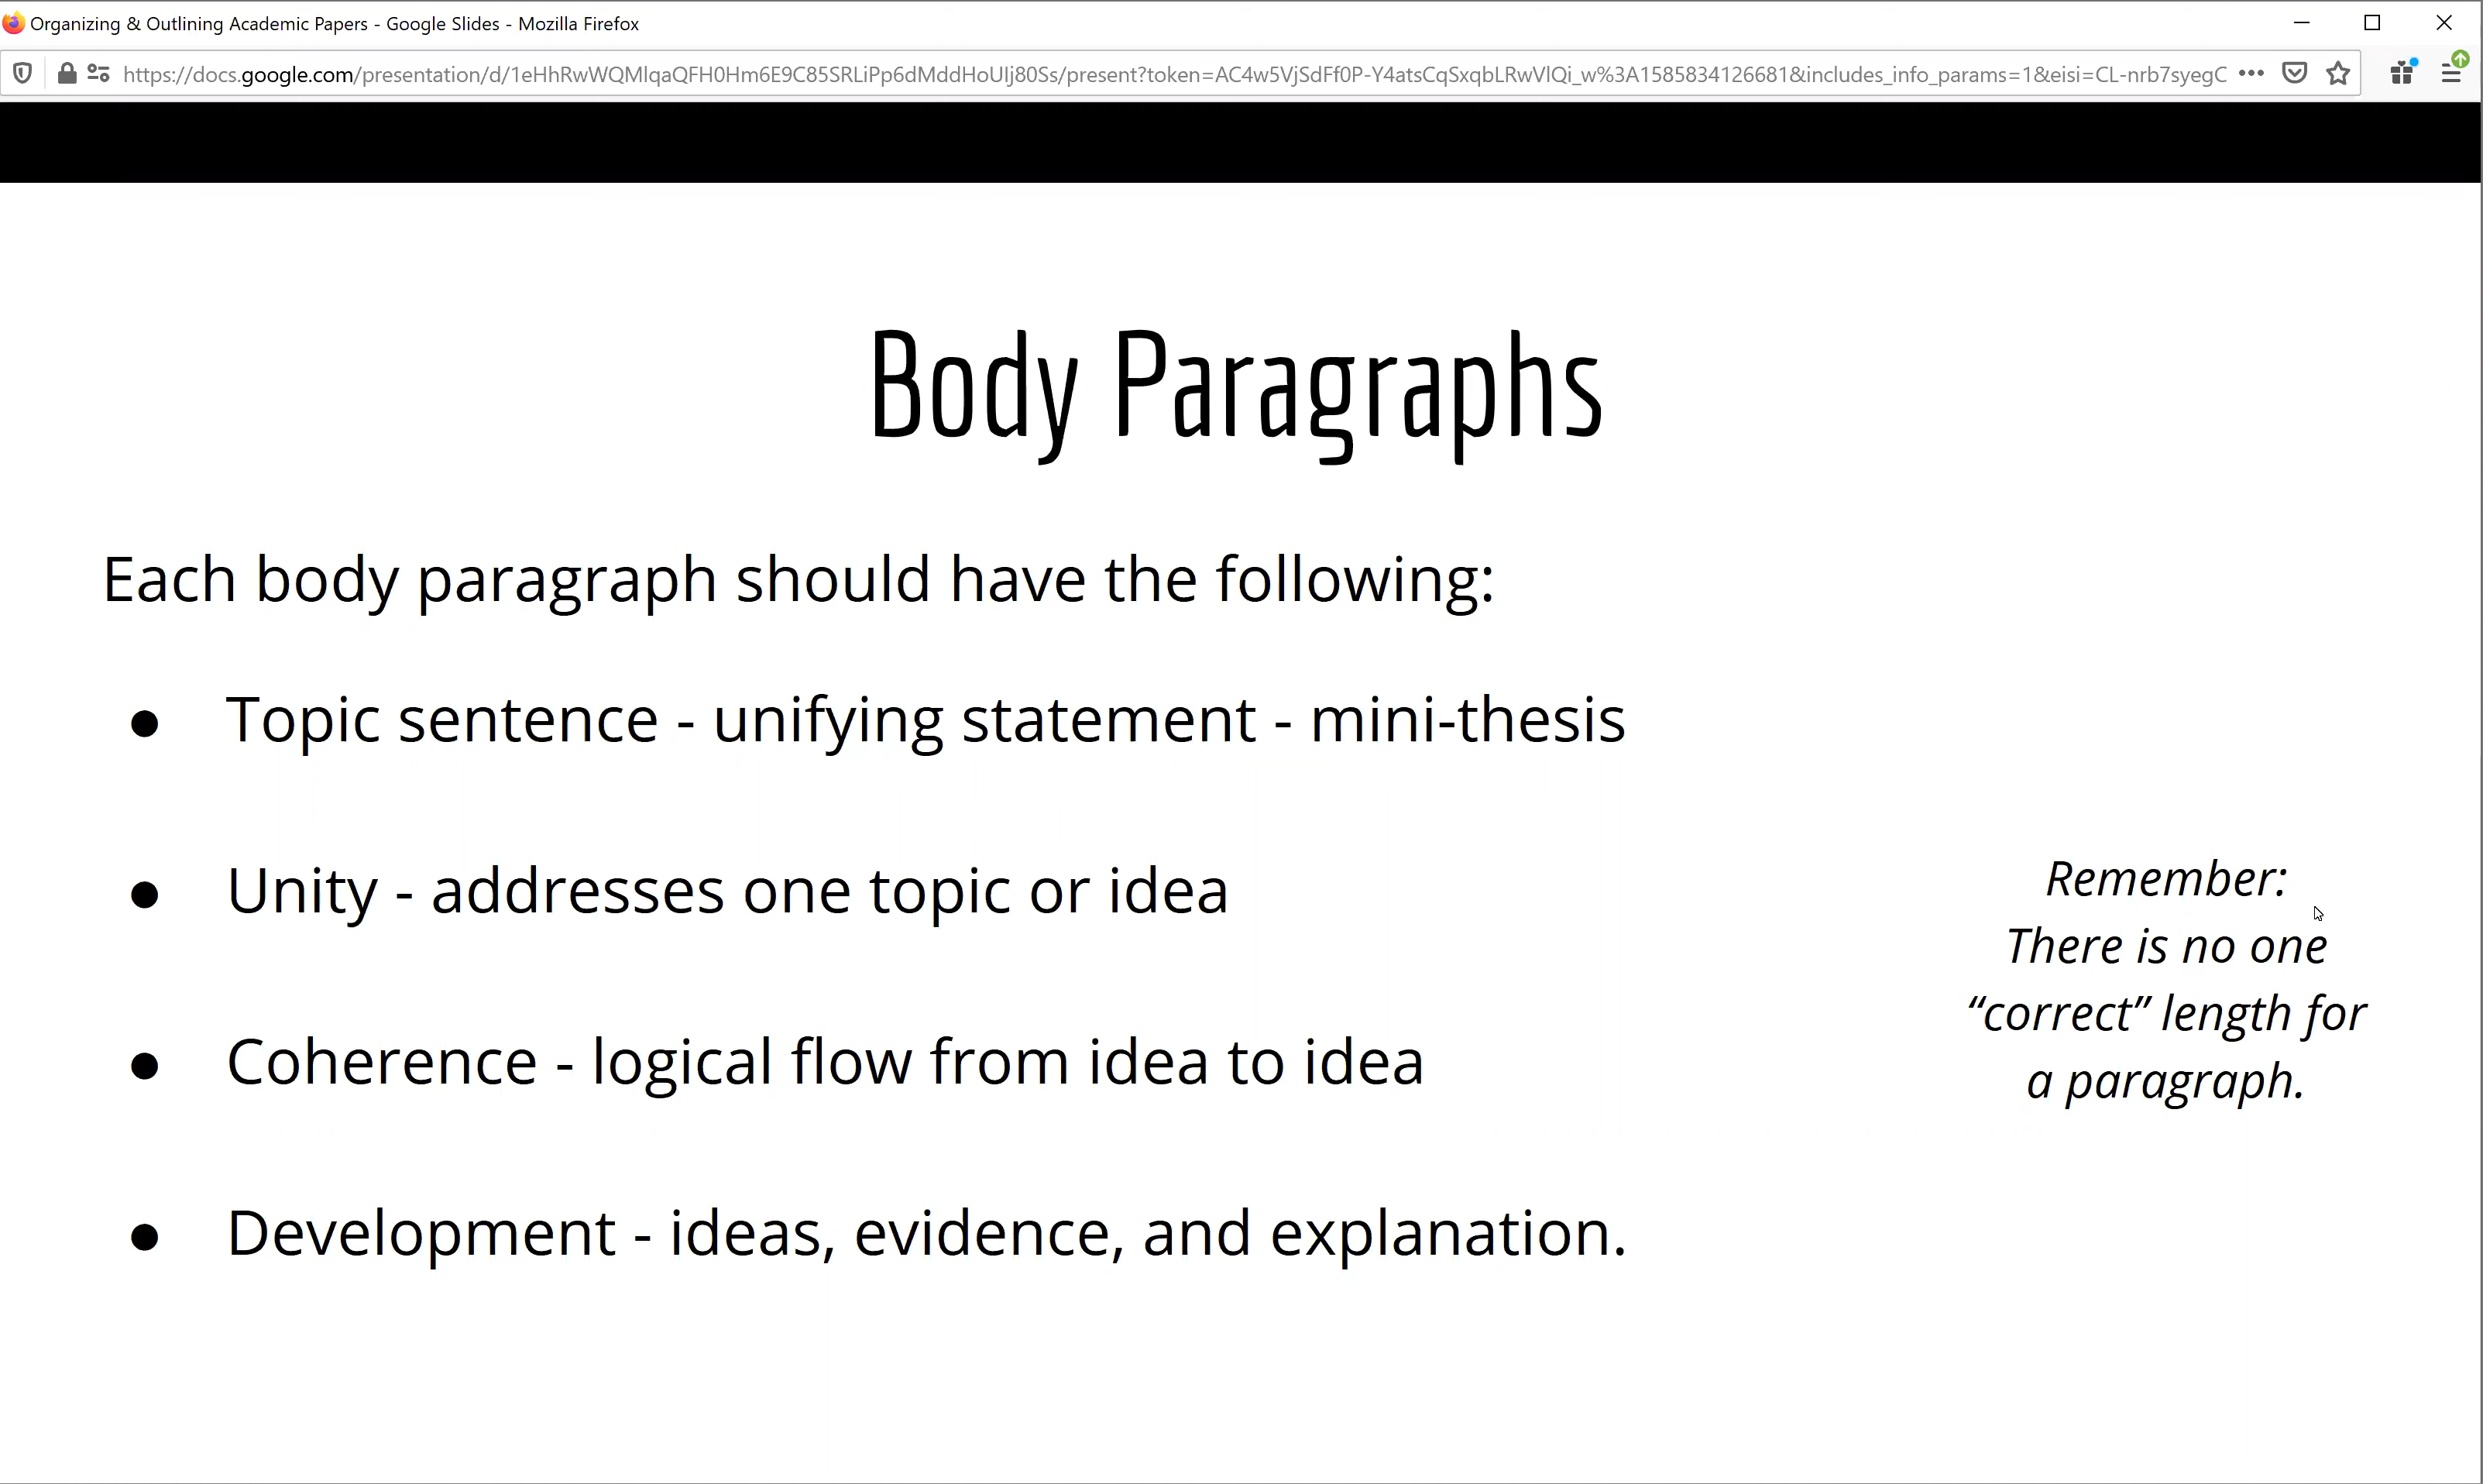 Organizing & Outlining Academic Papers - Google Slides - Mozilla Firefox
https://docs.google.com/presentation/d/1eHhRwWQMlqaQFH0Hm6E9C85SRLiPp6dMddHoUlj80Ss/present?token=AC4w5VjSdFf0P-Y4atsCqSxqbLRwVlQi_w%3A1585834126681&includes_info_params=1&eisi=CL-nrb7syegC
Body Paragraphs
Each body paragraph should have the following:
● Topic sentence - unifying statement - mini-thesis
● Unity - addresses one topic or idea
● Coherence - logical flow from idea to idea
● Development - ideas, evidence, and explanation.
Remember:
There is no one
“correct” length for
a paragraph.